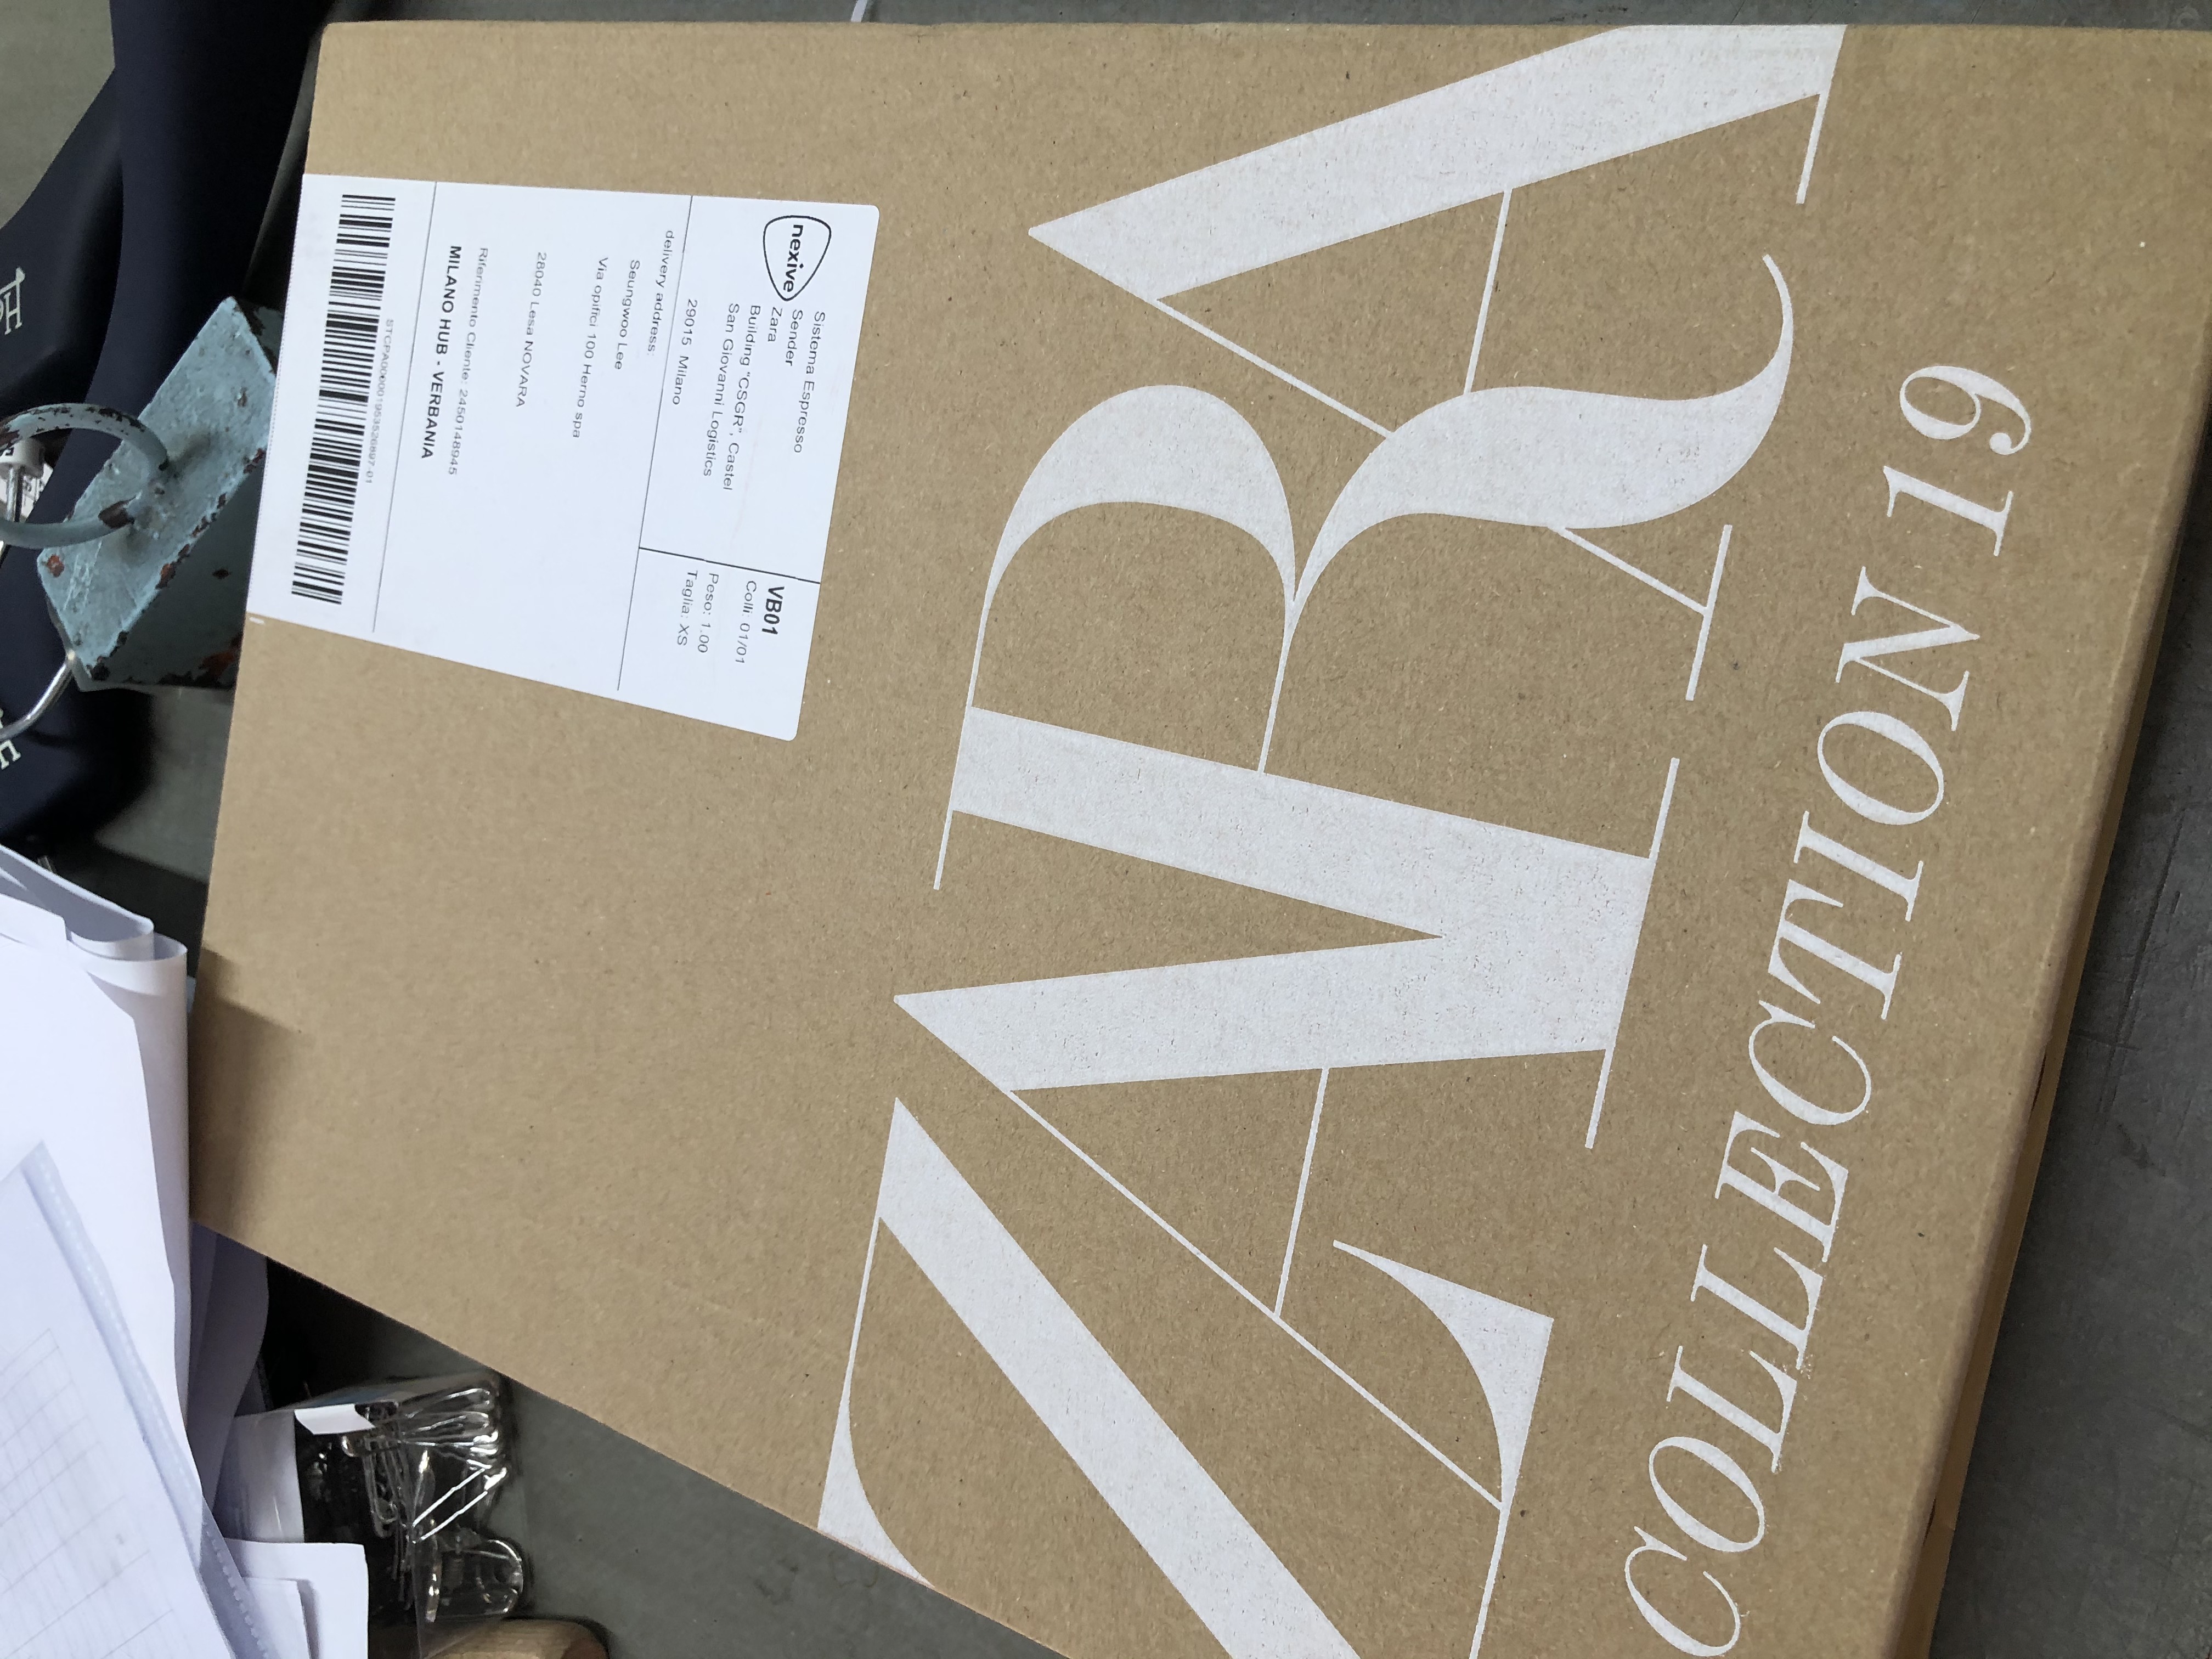 ZARA
COLLECTION 19
nexive
Sistema Espresso
Sender
Zara
Building "CSGR", Castel
San Giovanni Logistics
29015 Milano
VB01
Colli: 01/01
Peso: 1.00
Taglia: XS
delivery address:
Seungwoo Lee
Via opifici 100 Herno spa
28040 Lesa NOVARA
Riferimento Cliente: 2450148945
MILANO HUB - VERBANIA